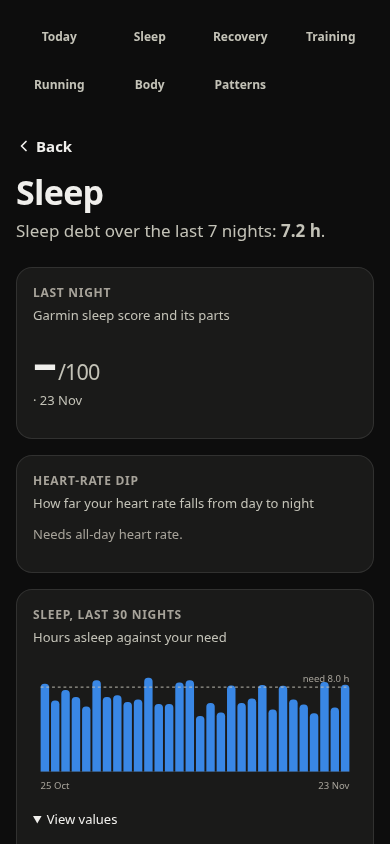 Today Sleep Recovery Training
Running Body Patterns
Back
Sleep
Sleep debt over the last 7 nights: 7.2 h.
LAST NIGHT
Garmin sleep score and its parts
–/100
· 23 Nov
HEART-RATE DIP
How far your heart rate falls from day to night
Needs all-day heart rate.
SLEEP, LAST 30 NIGHTS
Hours asleep against your need
need 8.0 h
25 Oct 23 Nov
▼ View values